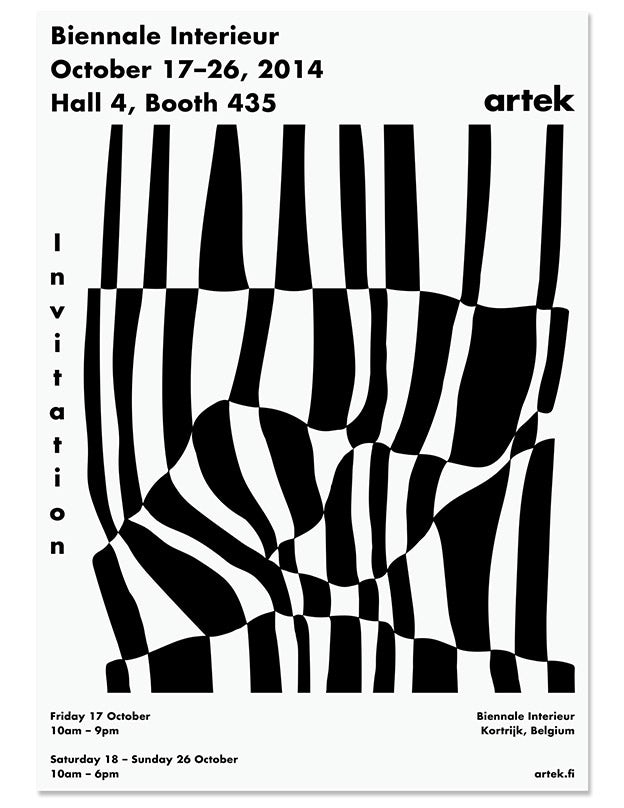 Biennale Interieur
October 17–26, 2014
Hall 4, Booth 435
artek
Invitation
Friday 17 October
10am – 9pm
Saturday 18 – Sunday 26 October
10am – 6pm
Biennale Interieur
Kortrijk, Belgium
artek.fi